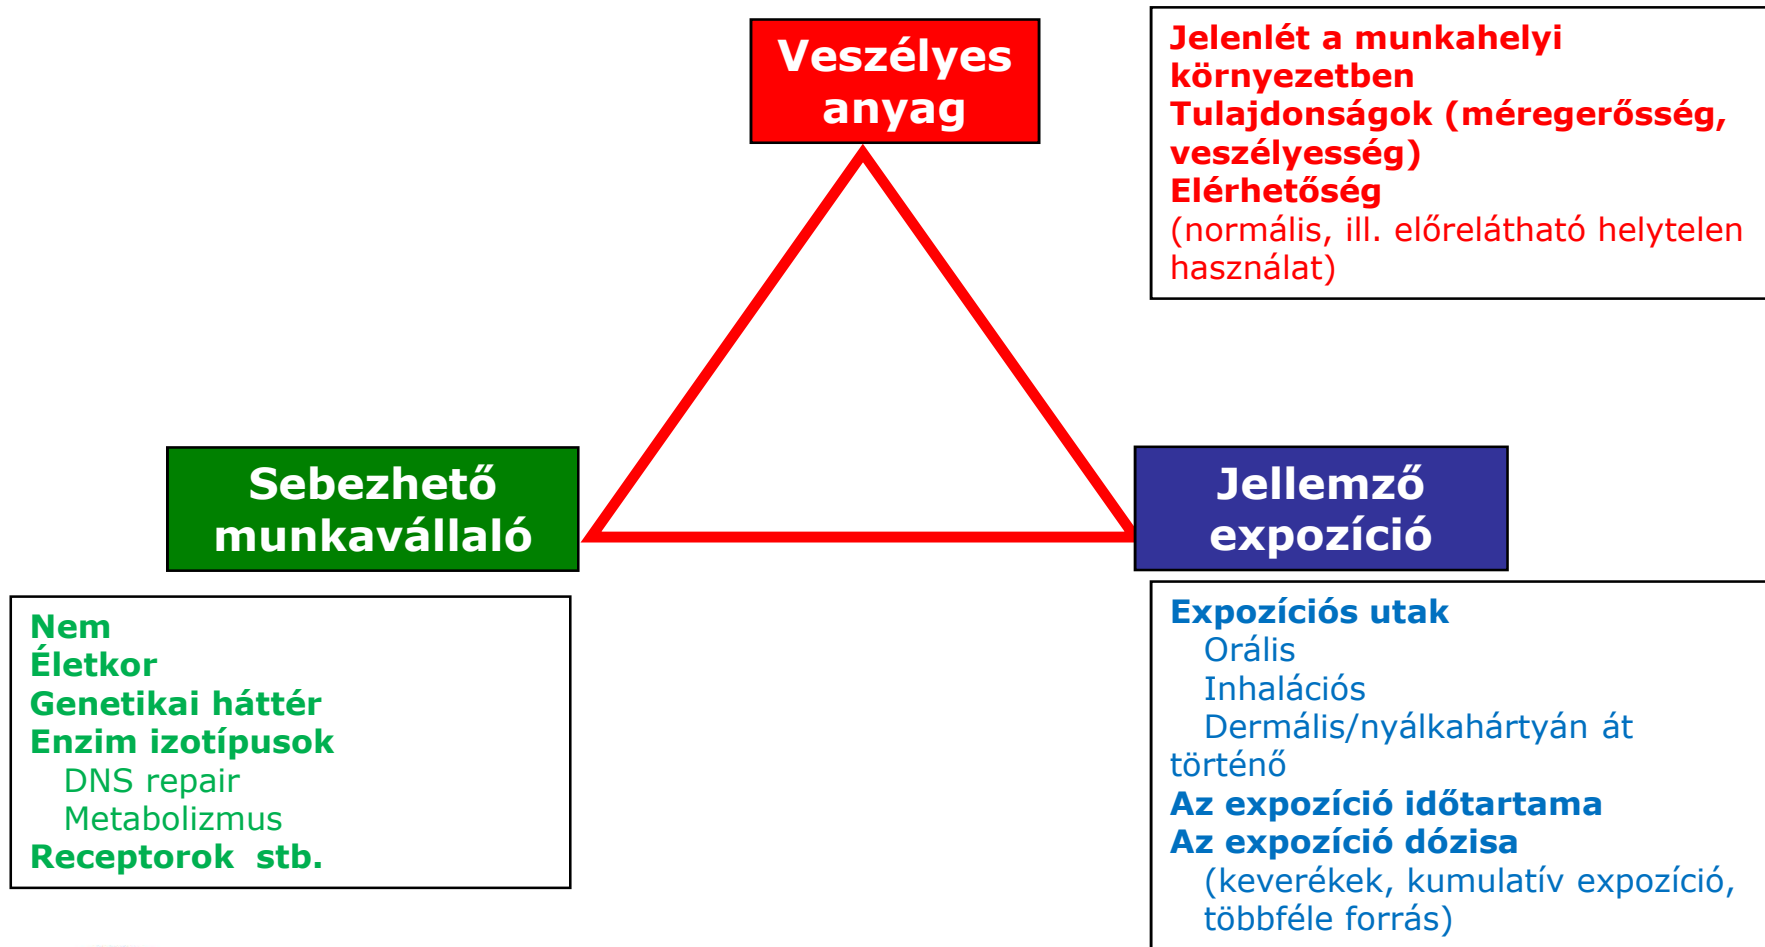 Veszélyes
anyag
Jelenlét a munkahelyi
környezetben
Tulajdonságok (méregerősség,
veszélyesség)
Elérhetőség
(normális, ill. előrelátható helytelen
használat)
Sebezhető
munkavállaló
Jellemző
expozíció
Nem
Életkor
Genetikai háttér
Enzim izotípusok
DNS repair
Metabolizmus
Receptorok stb.
Expozíciós utak
Orális
Inhalációs
Dermális/nyálkahártyán át
történő
Az expozíció időtartama
Az expozíció dózisa
(keverékek, kumulatív expozíció,
többféle forrás)